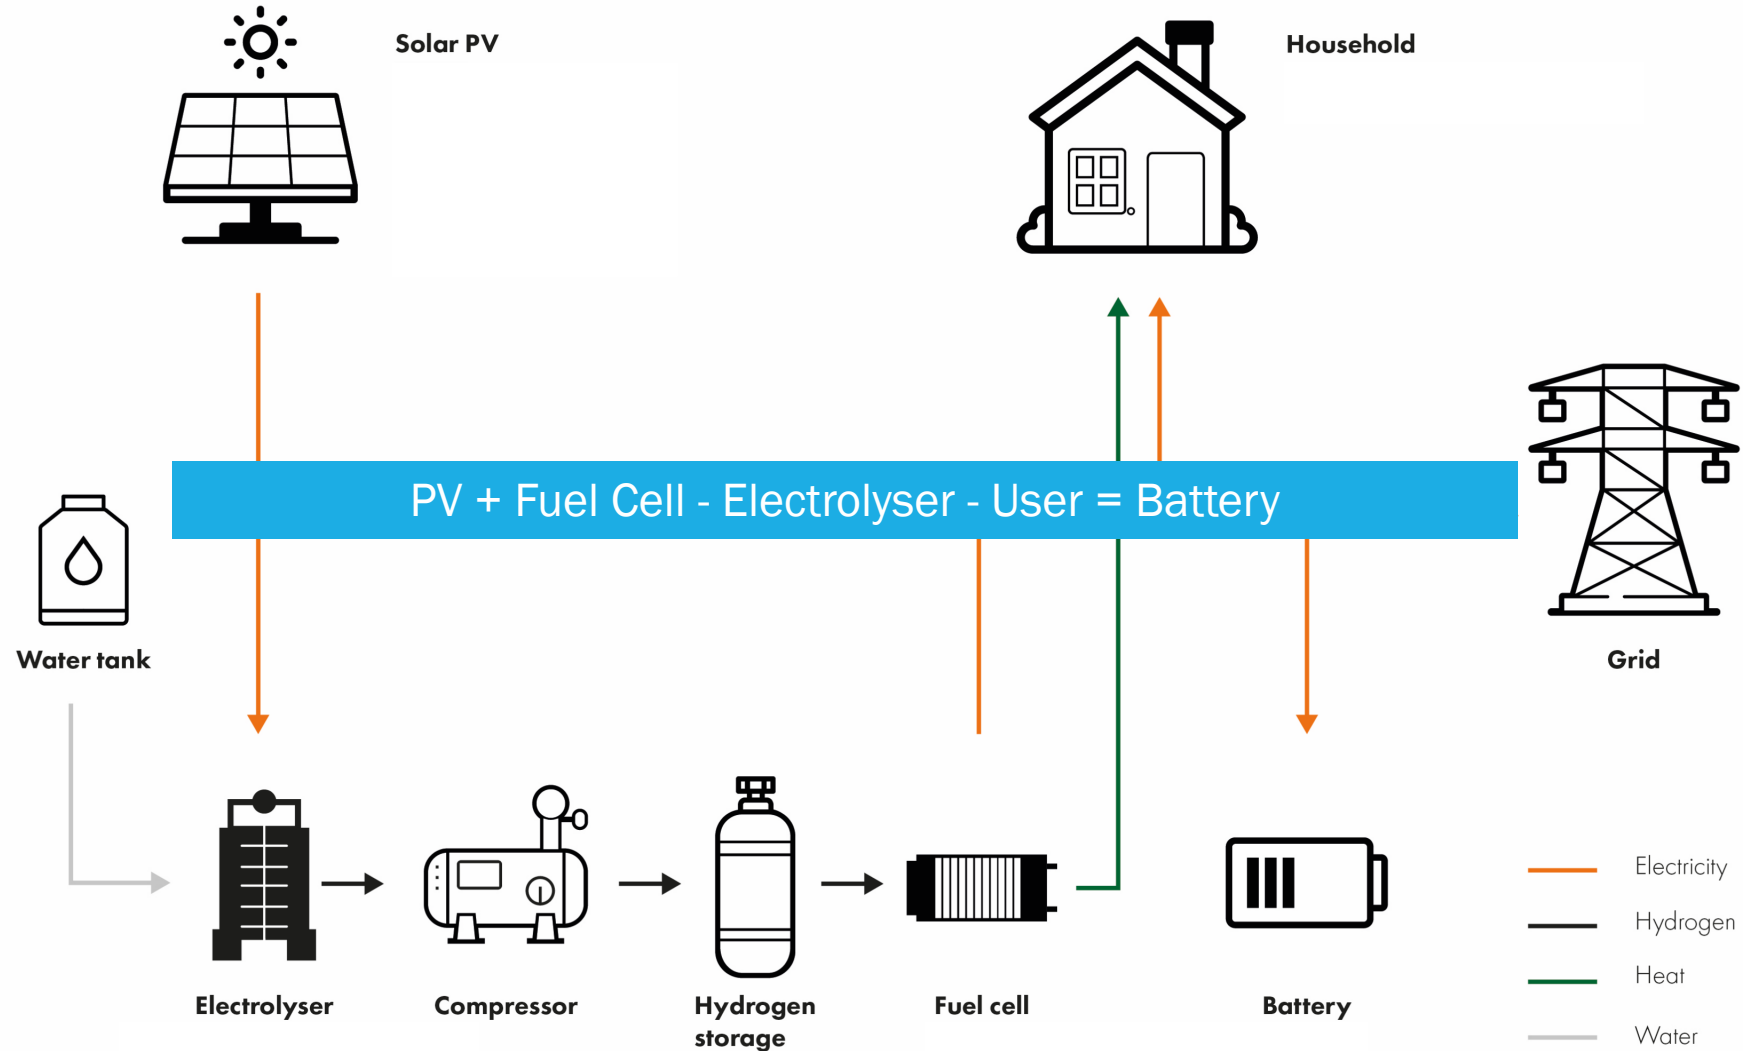 Solar PV
Household
PV + Fuel Cell - Electrolyser - User = Battery
Water tank
Grid
Electrolyser
Compressor
Hydrogen
storage
Fuel cell
Battery
Electricity
Hydrogen
Heat
Water